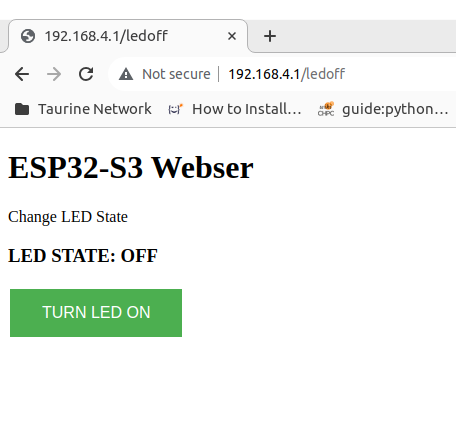 192.168.4.1/ledoff
Not secure | 192.168.4.1/ledoff
Taurine Network How to Install… CHPC guide:python…
ESP32-S3 Webser
Change LED State
LED STATE: OFF
TURN LED ON